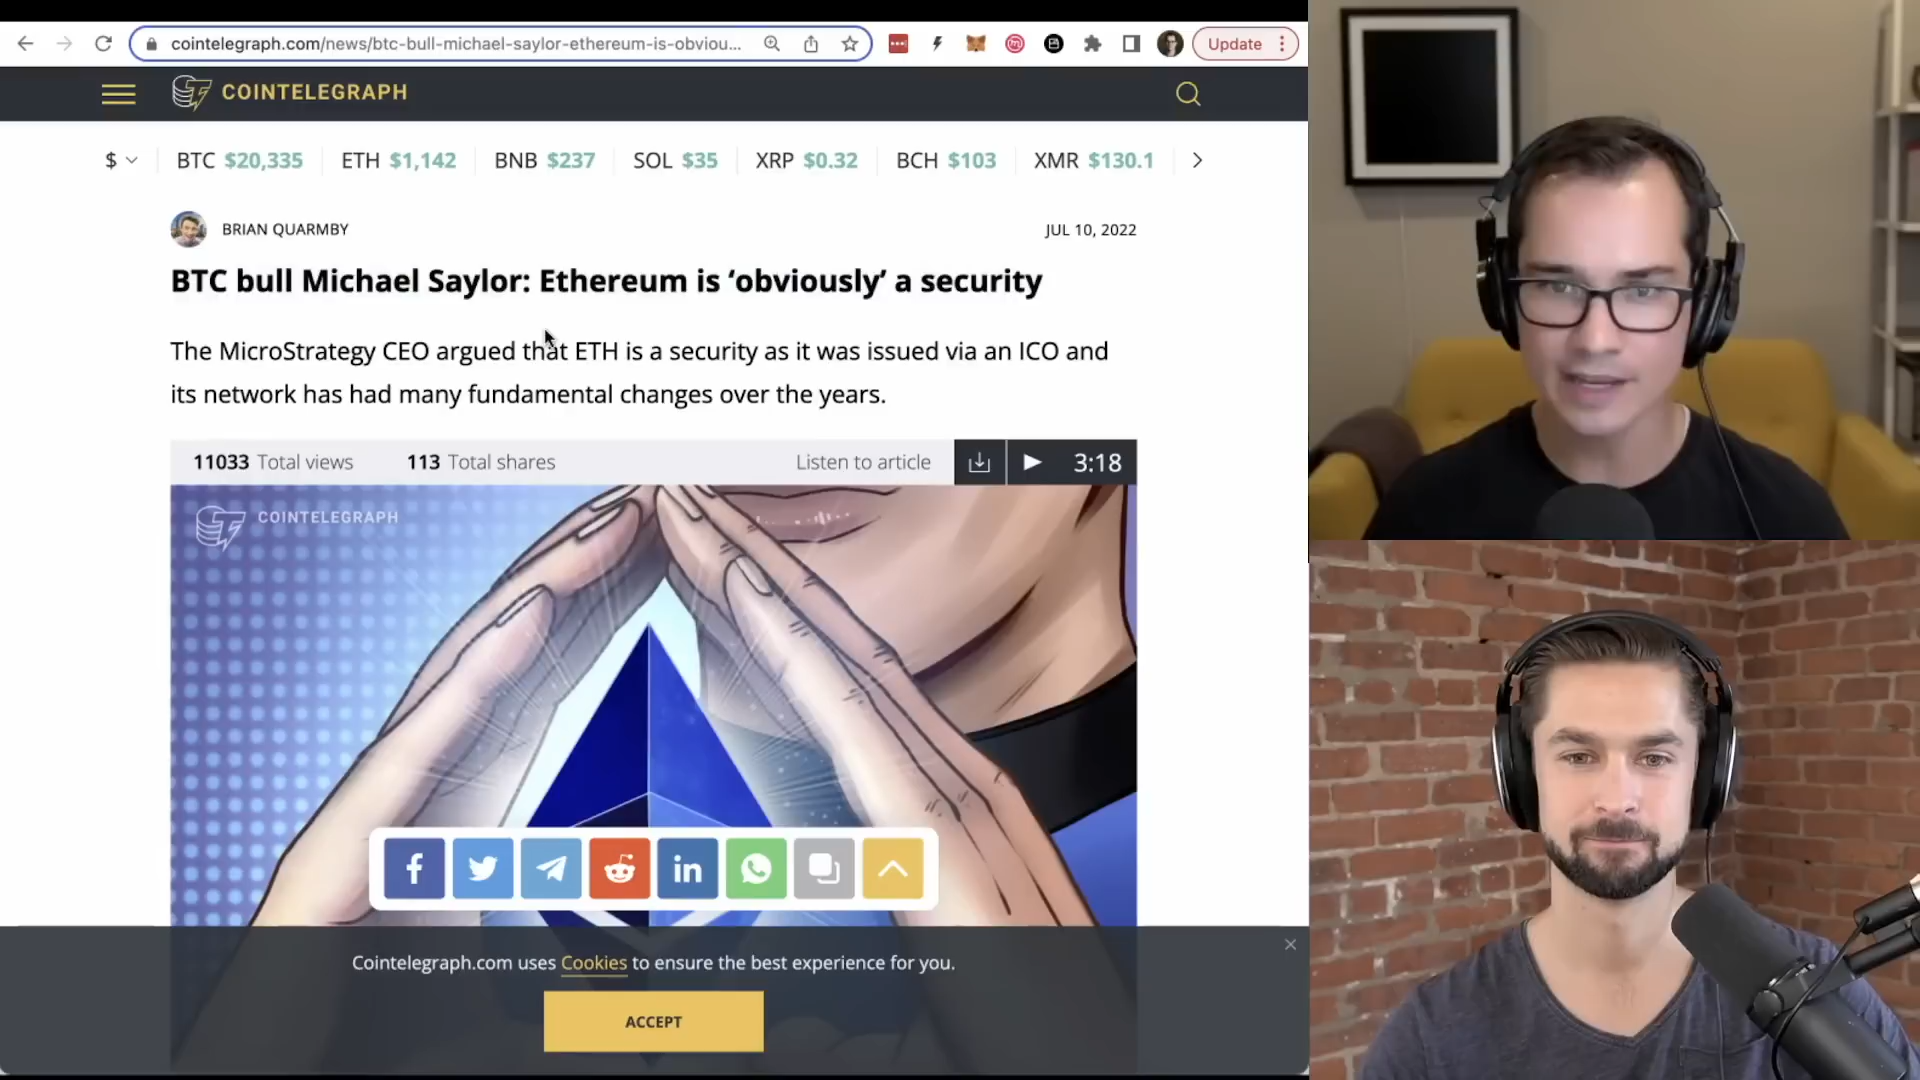 cointelegraph.com/news/btc-bull-michael-saylor-ethereum-is-obviou...
Update
COINTELEGRAPH
$ BTC $20,335 ETH $1,142 BNB $237 SOL $35 XRP $0.32 BCH $103 XMR $130.1
BRIAN QUARMBY JUL 10, 2022
BTC bull Michael Saylor: Ethereum is ‘obviously’ a security
The MicroStrategy CEO argued that ETH is a security as it was issued via an ICO and
its network has had many fundamental changes over the years.
11033 Total views 113 Total shares Listen to article 3:18
COINTELEGRAPH
Cointelegraph.com uses Cookies to ensure the best experience for you.
ACCEPT